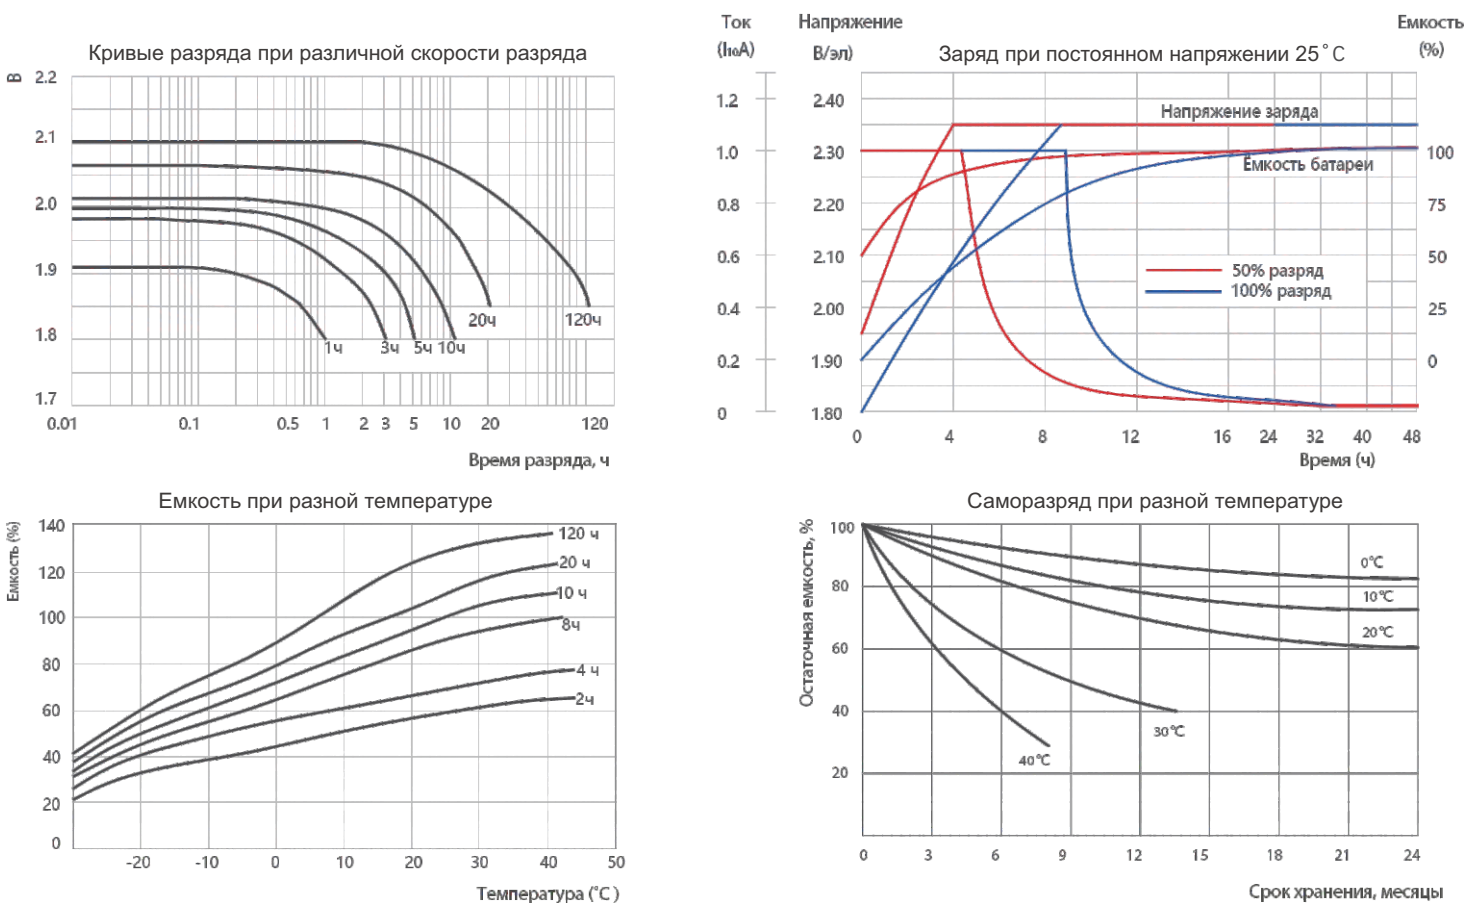 Кривые разряда при различной скорости разряда
В
2.2
2.1
2.0
1.9
1.8
1.7
1ч
3ч
5ч
10ч
20ч
120ч
0.01 0.1 0.5 1 2 3 5 10 20 120
Время разряда, ч
Ток
(I₁₀А)
Напряжение
В/эл)
Заряд при постоянном напряжении 25˚С
Емкость
(%)
1.2
1.0
0.8
0.6
0.4
0.2
0
2.40
2.30
2.20
2.10
2.00
1.90
1.80
Напряжение заряда
Емкость батареи
50% разряд
100% разряд
100
75
50
25
0
0 4 8 12 16 24 32 40 48
Время (ч)
Емкость при разной температуре
Емкость (%)
140
120
100
80
60
40
20
0
120 ч
20 ч
10 ч
8ч
4 ч
2ч
-20 -10 0 10 20 30 40 50
Температура (˚С )
Саморазряд при разной температуре
Остаточная емкость, %
100
80
60
40
20
0℃
10℃
20℃
30℃
40℃
0 3 6 9 12 15 18 21 24
Срок хранения, месяцы